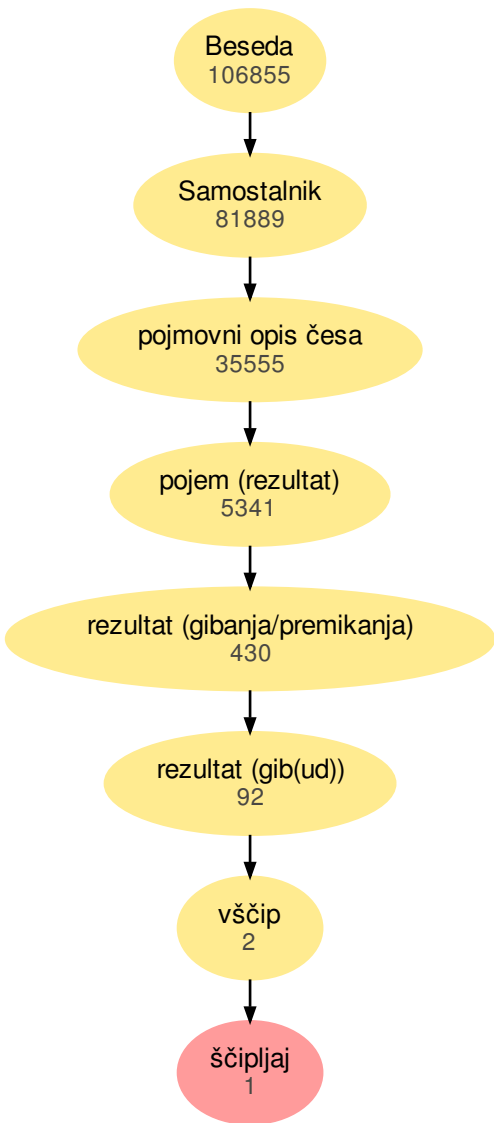 Beseda
106855
Samostalnik
81889
pojmovni opis česa
35555
pojem (rezultat)
5341
rezultat (gibanja/premikanja)
430
rezultat (gib(ud))
92
vščip
2
ščipljaj
1